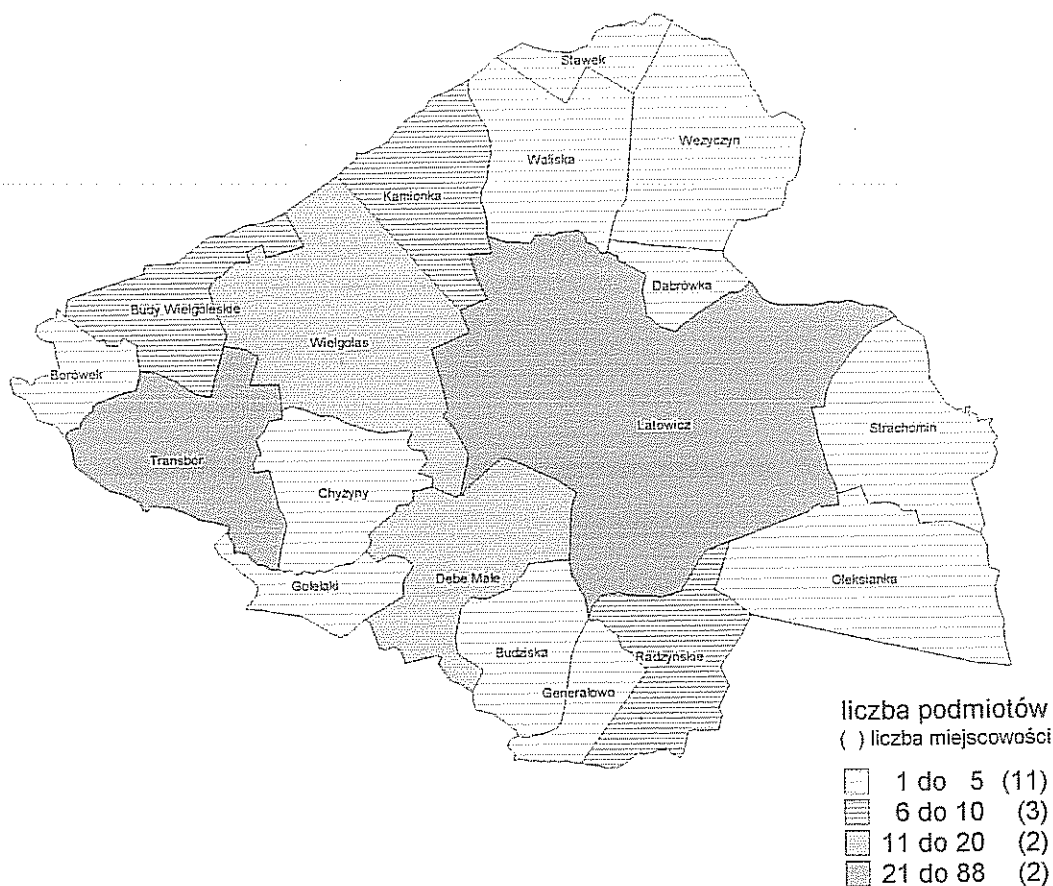 Sławek
Waliska
Wężyczyn
Kamionka
Dąbrówka
Budy Wielgoleskie
Wielgolas
Borówek
Latowicz
Strachomin
Transbór
Chyżyny
Gołełąki
Dębe Małe
Oleksianka
Budziska
Radzyńskie
Generałowo
liczba podmiotów
( ) liczba miejscowości
1 do 5 (11)
6 do 10 (3)
11 do 20 (2)
21 do 88 (2)